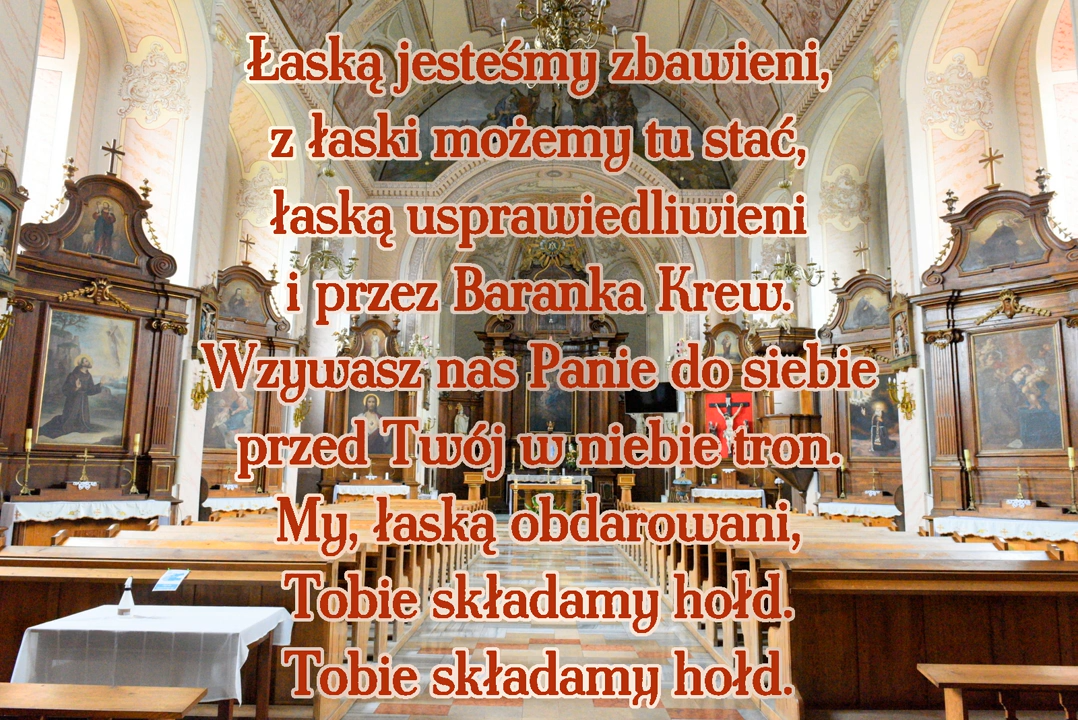 Łaską jesteśmy zbawieni,
z łaski możemy tu stać,
łaską usprawiedliwieni
i przez Baranka Krew.
Wzywasz nas Panie do siebie
przed Twój w niebie tron.
My, łaską obdarowani,
Tobie składamy hołd.
Tobie składamy hołd.